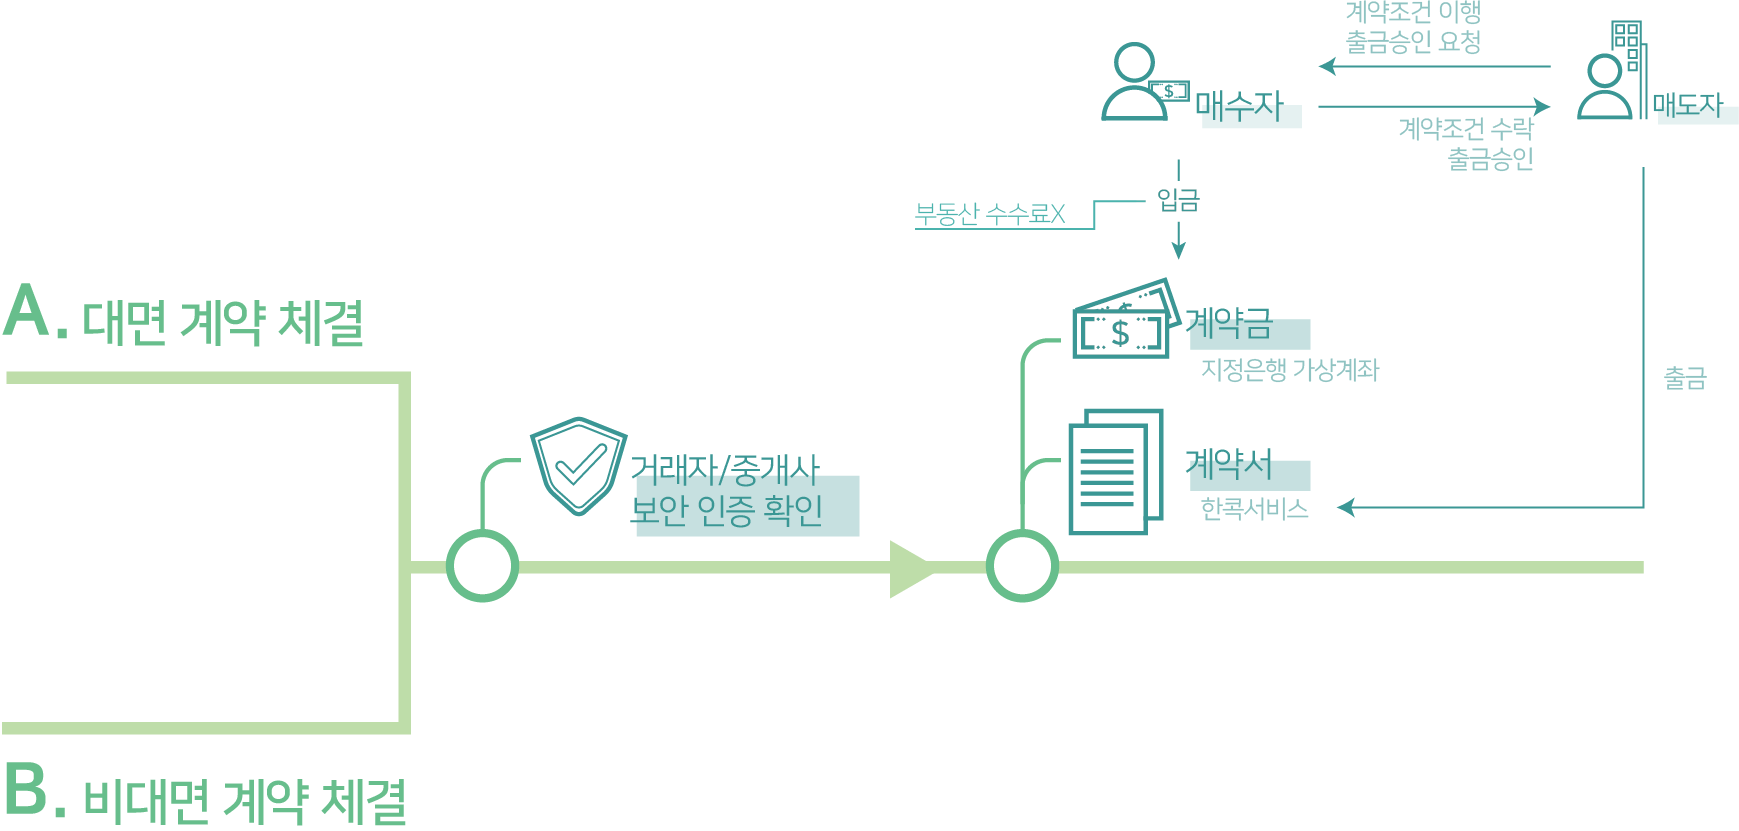 계약조건 이행
출금승인 요청
매수자
매도자
계약조건 수락
출금승인
입금
부동산 수수료X
A. 대면 계약 체결
계약금
지정은행 가상계좌
출금
거래자/중개사
보안 인증 확인
계약서
한콕서비스
B. 비대면 계약 체결